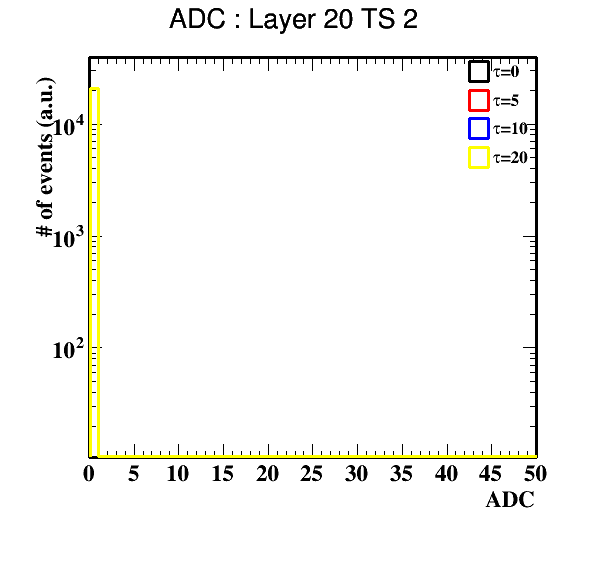 ADC : Layer 20 TS 2
# of events (a.u.)
10⁴
10³
10²
τ=0
τ=5
τ=10
τ=20
0 5 10 15 20 25 30 35 40 45 50
ADC